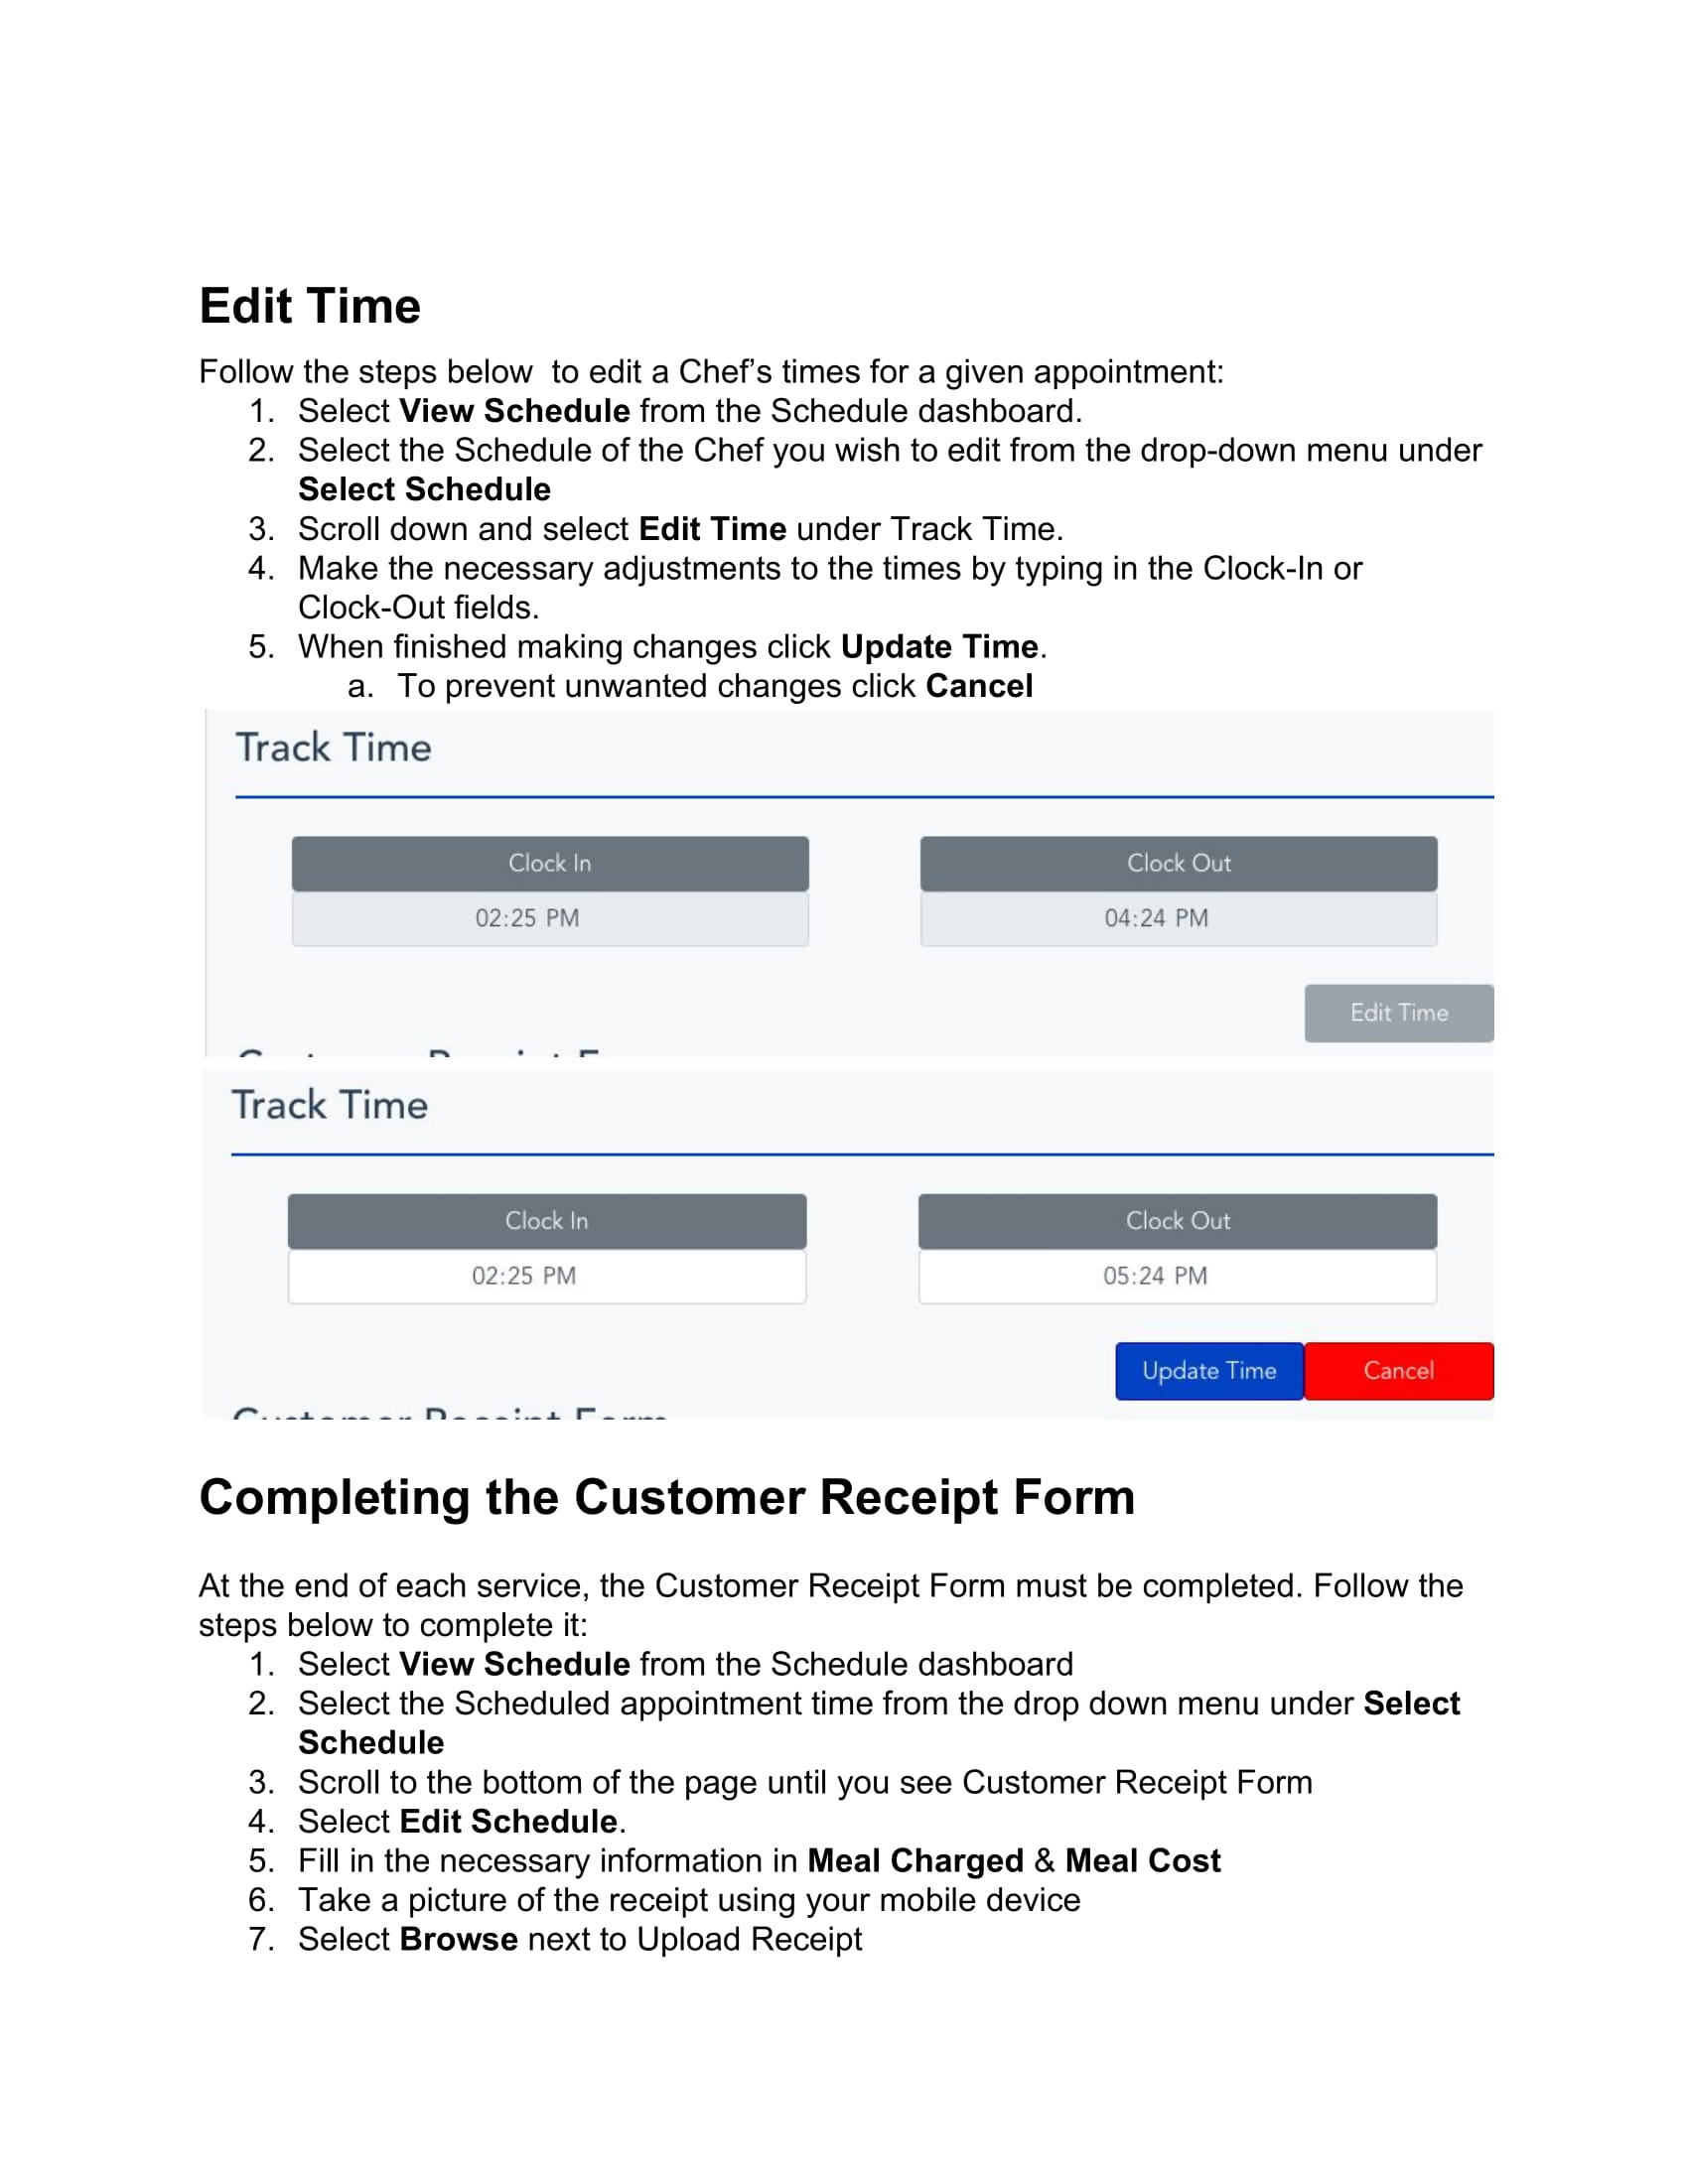 Edit Time
Follow the steps below  to edit a Chef’s times for a given appointment:
1. Select View Schedule from the Schedule dashboard.
2. Select the Schedule of the Chef you wish to edit from the drop-down menu under
Select Schedule
3. Scroll down and select Edit Time under Track Time.
4. Make the necessary adjustments to the times by typing in the Clock-In or
Clock-Out fields.
5. When finished making changes click Update Time.
a. To prevent unwanted changes click Cancel
Track Time
Clock In Clock Out
02:25 PM 04:24 PM
Edit Time
Track Time
Clock In Clock Out
02:25 PM 05:24 PM
Update Time Cancel
Customer Receipt Form
Completing the Customer Receipt Form
At the end of each service, the Customer Receipt Form must be completed. Follow the
steps below to complete it:
1. Select View Schedule from the Schedule dashboard
2. Select the Scheduled appointment time from the drop down menu under Select
Schedule
3. Scroll to the bottom of the page until you see Customer Receipt Form
4. Select Edit Schedule.
5. Fill in the necessary information in Meal Charged & Meal Cost
6. Take a picture of the receipt using your mobile device
7. Select Browse next to Upload Receipt